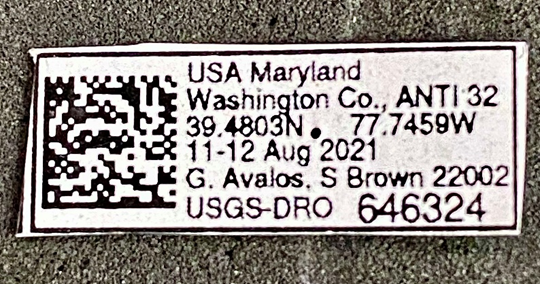 USA Maryland
Washington Co., ANTI 32
39.4803N. 77.7459W
11-12 Aug 2021
G. Avalos, S Brown 22002
USGS-DRO 646324